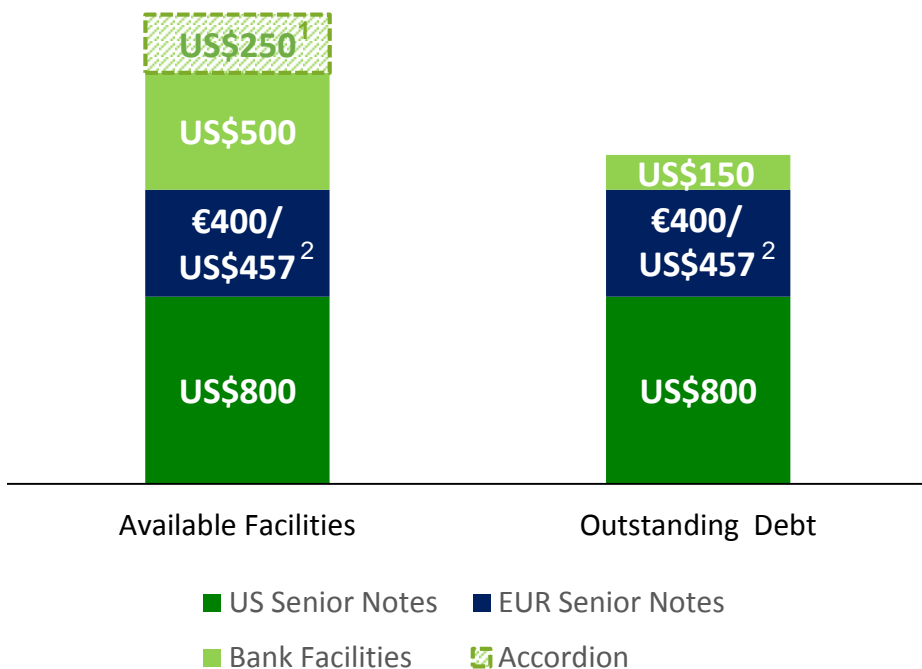 US$250¹
US$500
US$150
€400/
US$457²
€400/
US$457²
US$800
US$800
Available Facilities
Outstanding Debt
US Senior Notes
EUR Senior Notes
Bank Facilities
Accordion